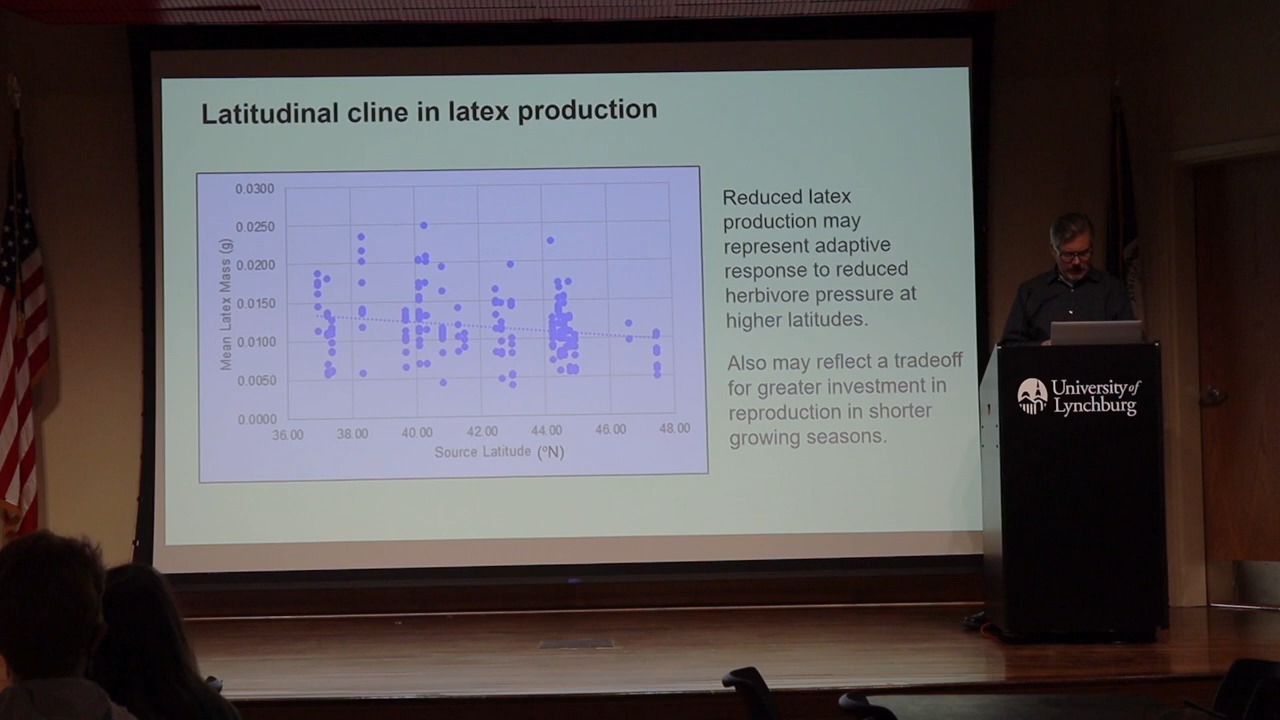 Latitudinal cline in latex production
0.0300
0.0250
0.0200
0.0150
0.0100
0.0050
0.0000
Mean Latex Mass (g)
36.00 38.00 40.00 42.00 44.00 46.00 48.00
Source Latitude (ºN)
Reduced latex
production may
represent adaptive
response to reduced
herbivore pressure at
higher latitudes.
Also may reflect a tradeoff
for greater investment in
reproduction in shorter
growing seasons.
University of
Lynchburg